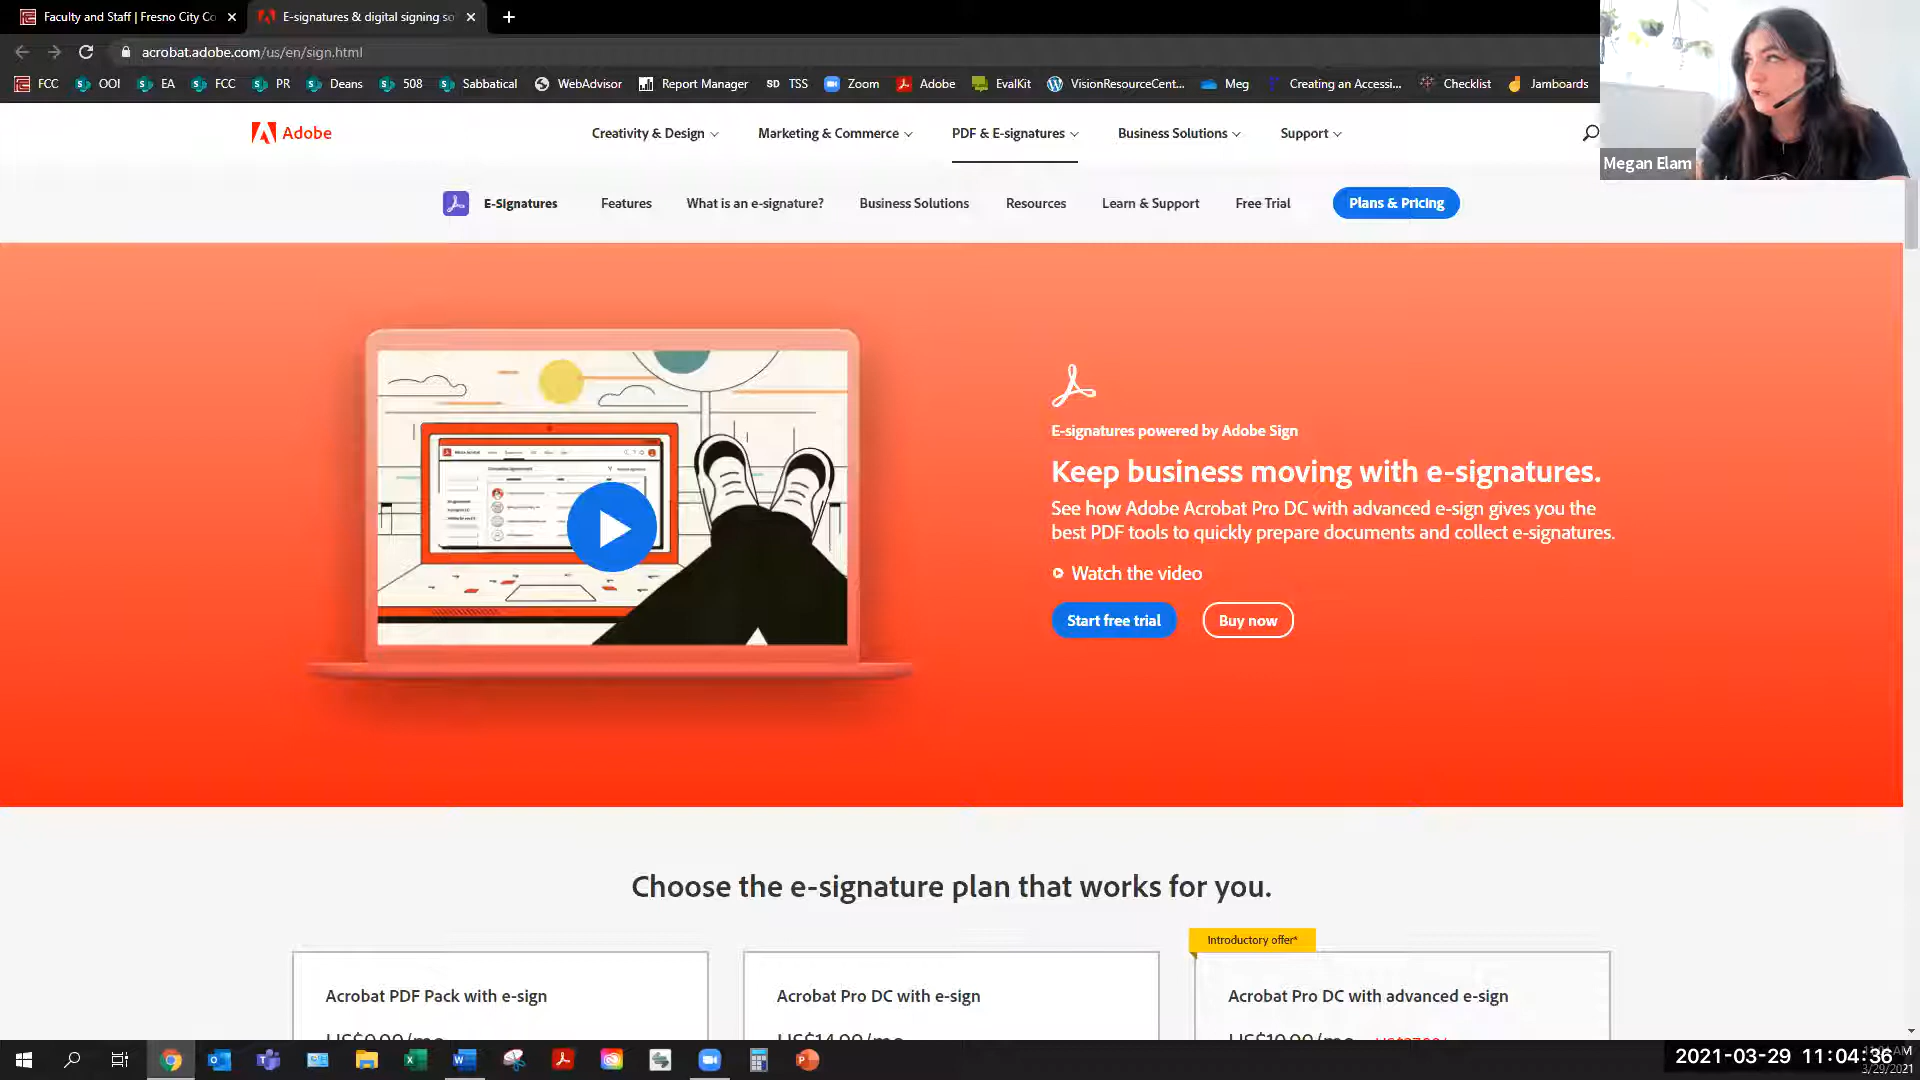 Faculty and Staff | Fresno City Co
E-signatures & digital signing so
acrobat.adobe.com/us/en/sign.html
FCC OOI EA FCC PR Deans 508 Sabbatical WebAdvisor Report Manager SD TSS Zoom Adobe EvalKit VisionResourceCent... Meg Creating an Accessi... Checklist Jamboards
Megan Elam
Adobe
Creativity & Design Marketing & Commerce PDF & E-signatures Business Solutions Support
E-Signatures Features What is an e-signature? Business Solutions Resources Learn & Support Free Trial Plans & Pricing
E-signatures powered by Adobe Sign
Keep business moving with e-signatures.
See how Adobe Acrobat Pro DC with advanced e-sign gives you the
best PDF tools to quickly prepare documents and collect e-signatures.
Watch the video
Start free trial Buy now
Choose the e-signature plan that works for you.
Introductory offer*
Acrobat PDF Pack with e-sign
Acrobat Pro DC with e-sign
Acrobat Pro DC with advanced e-sign
2021-03-29 11:04:36
3/29/2021